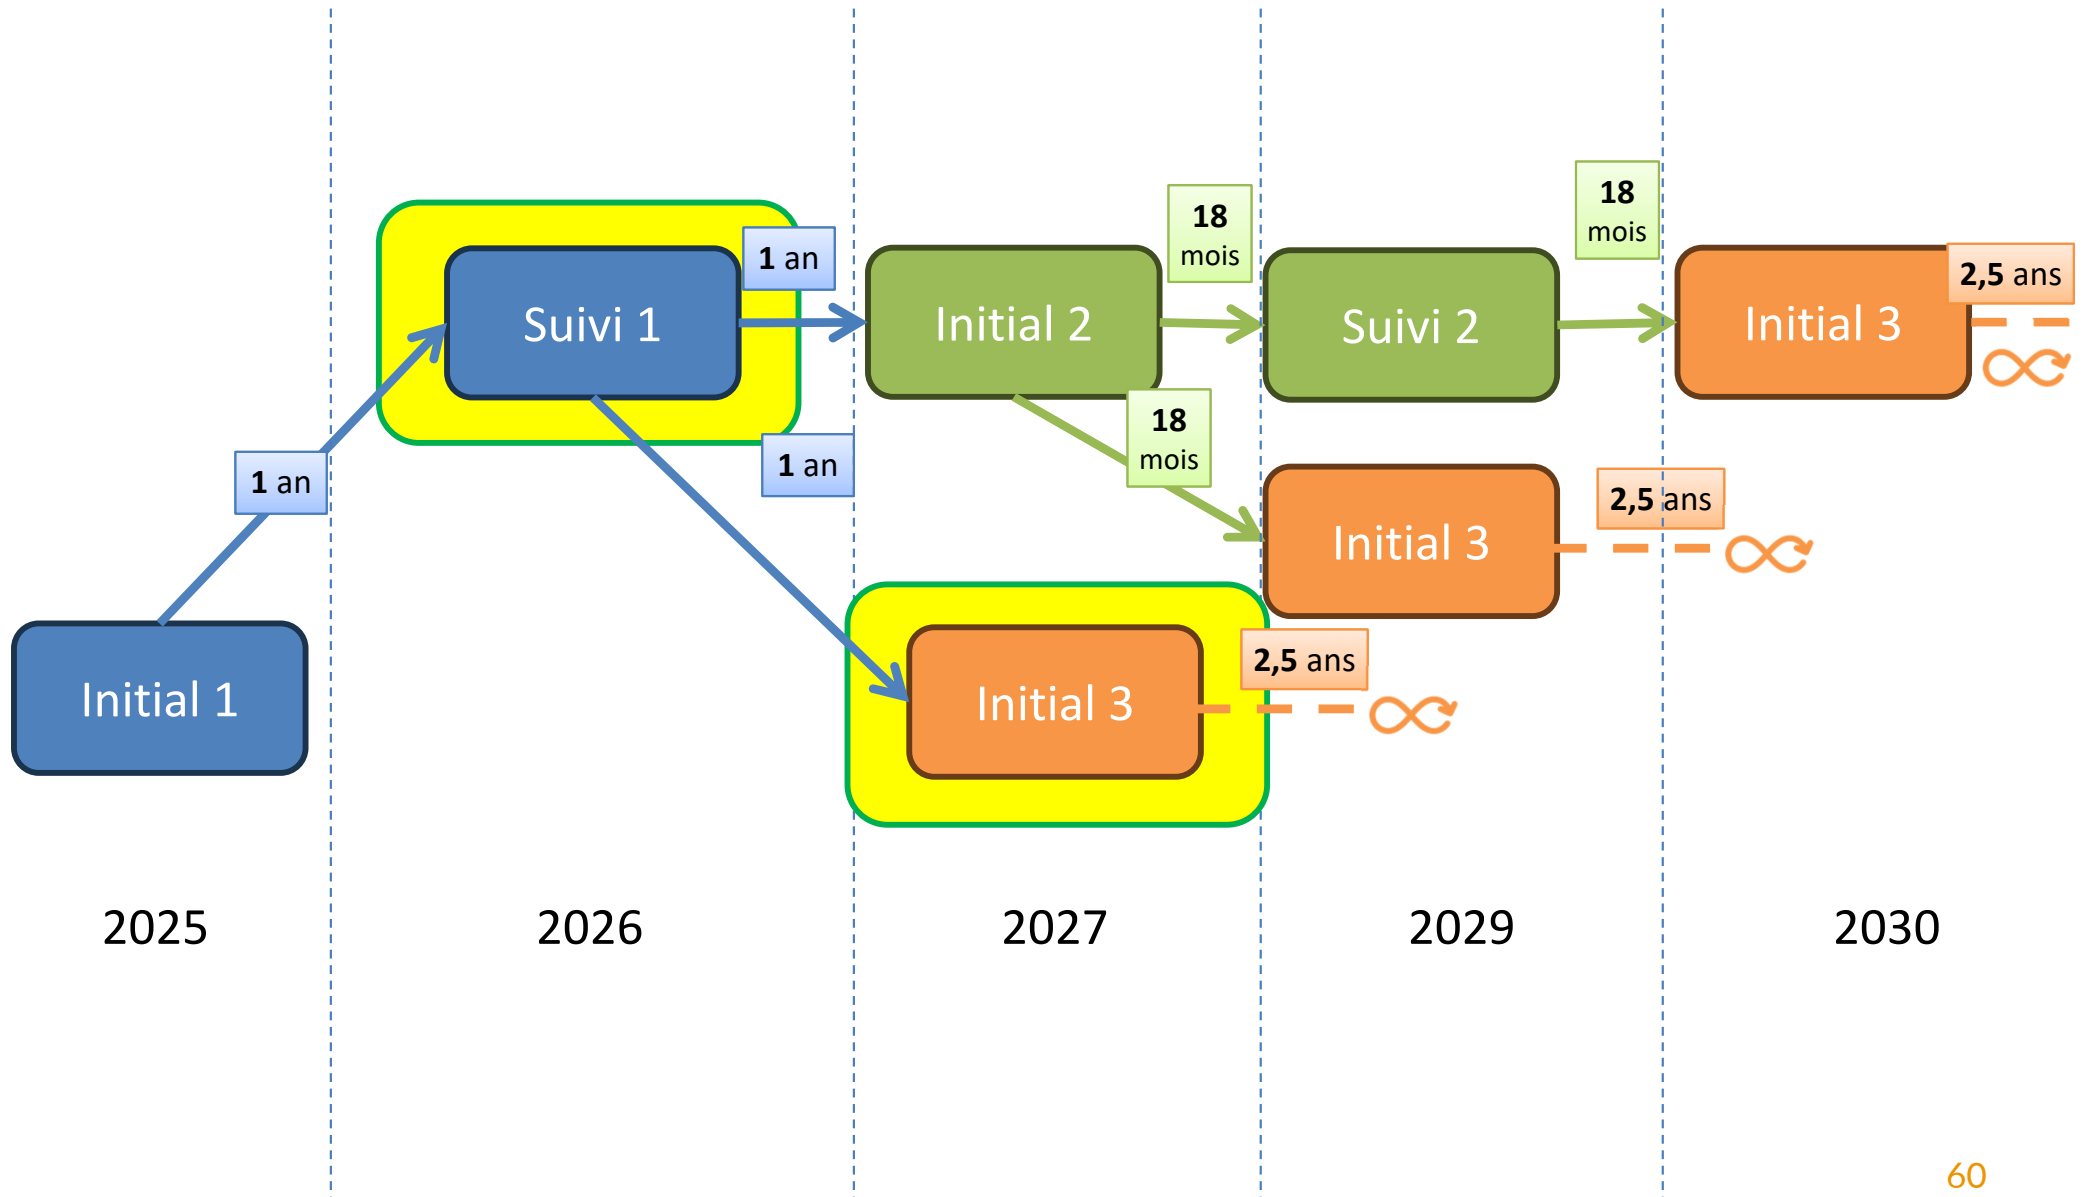 18
mois
18
mois
1 an
2,5 ans
Suivi 1
Initial 2
Suivi 2
Initial 3
18
mois
1 an
1 an
2,5 ans
Initial 3
2,5 ans
Initial 1
Initial 3
2025
2026
2027
2029
2030
60